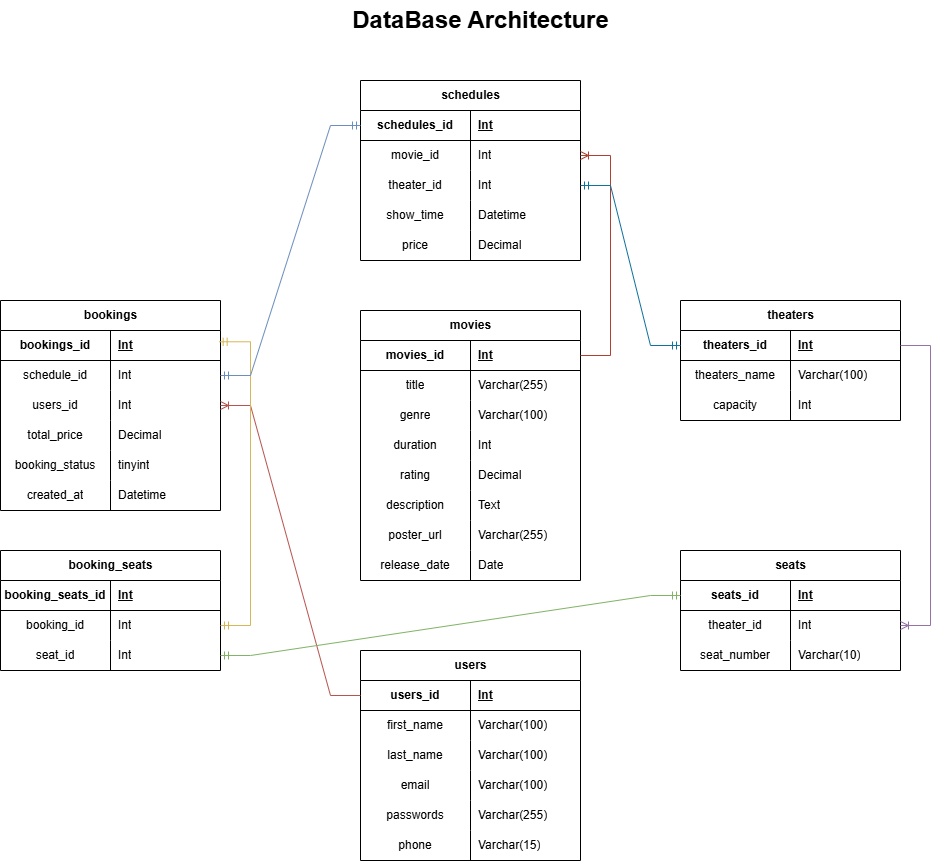 DataBase Architecture
schedules
schedules_id Int
movie_id Int
theater_id Int
show_time Datetime
price Decimal
bookings
bookings_id Int
schedule_id Int
users_id Int
total_price Decimal
booking_status tinyint
created_at Datetime
movies
movies_id Int
title Varchar(255)
genre Varchar(100)
duration Int
rating Decimal
description Text
poster_url Varchar(255)
release_date Date
theaters
theaters_id Int
theaters_name Varchar(100)
capacity Int
booking_seats
booking_seats_id Int
booking_id Int
seat_id Int
seats
seats_id Int
theater_id Int
seat_number Varchar(10)
users
users_id Int
first_name Varchar(100)
last_name Varchar(100)
email Varchar(100)
passwords Varchar(255)
phone Varchar(15)